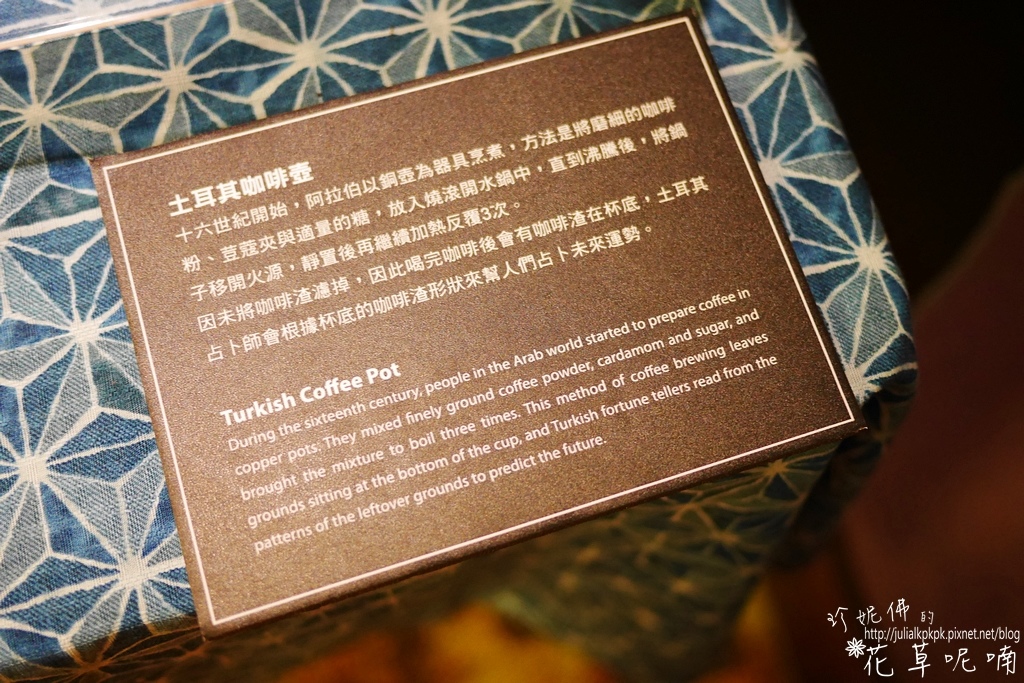 土耳其咖啡壺
十六世紀開始，阿拉伯以銅壺為器具烹煮，方法是將磨細的咖啡
粉、荳蔻夾與適量的糖，放入燒滾開水鍋中，直到沸騰後，將鍋
子移開火源，靜置後再繼續加熱反覆3次。
因未將咖啡渣濾掉，因此喝完咖啡後會有咖啡渣在杯底，土耳其
占卜師會根據杯底的咖啡渣形狀來幫人們占卜未來運勢。
Turkish Coffee Pot
During the sixteenth century, people in the Arab world started to prepare coffee in
copper pots. They mixed finely ground coffee powder, cardamom and sugar, and
brought the mixture to boil three times. This method of coffee brewing leaves
grounds sitting at the bottom of the cup, and Turkish fortune tellers read from the
patterns of the leftover grounds to predict the future.
珍妮佛的
http://julialkpkpk.pixnet.net/blog
花草呢喃